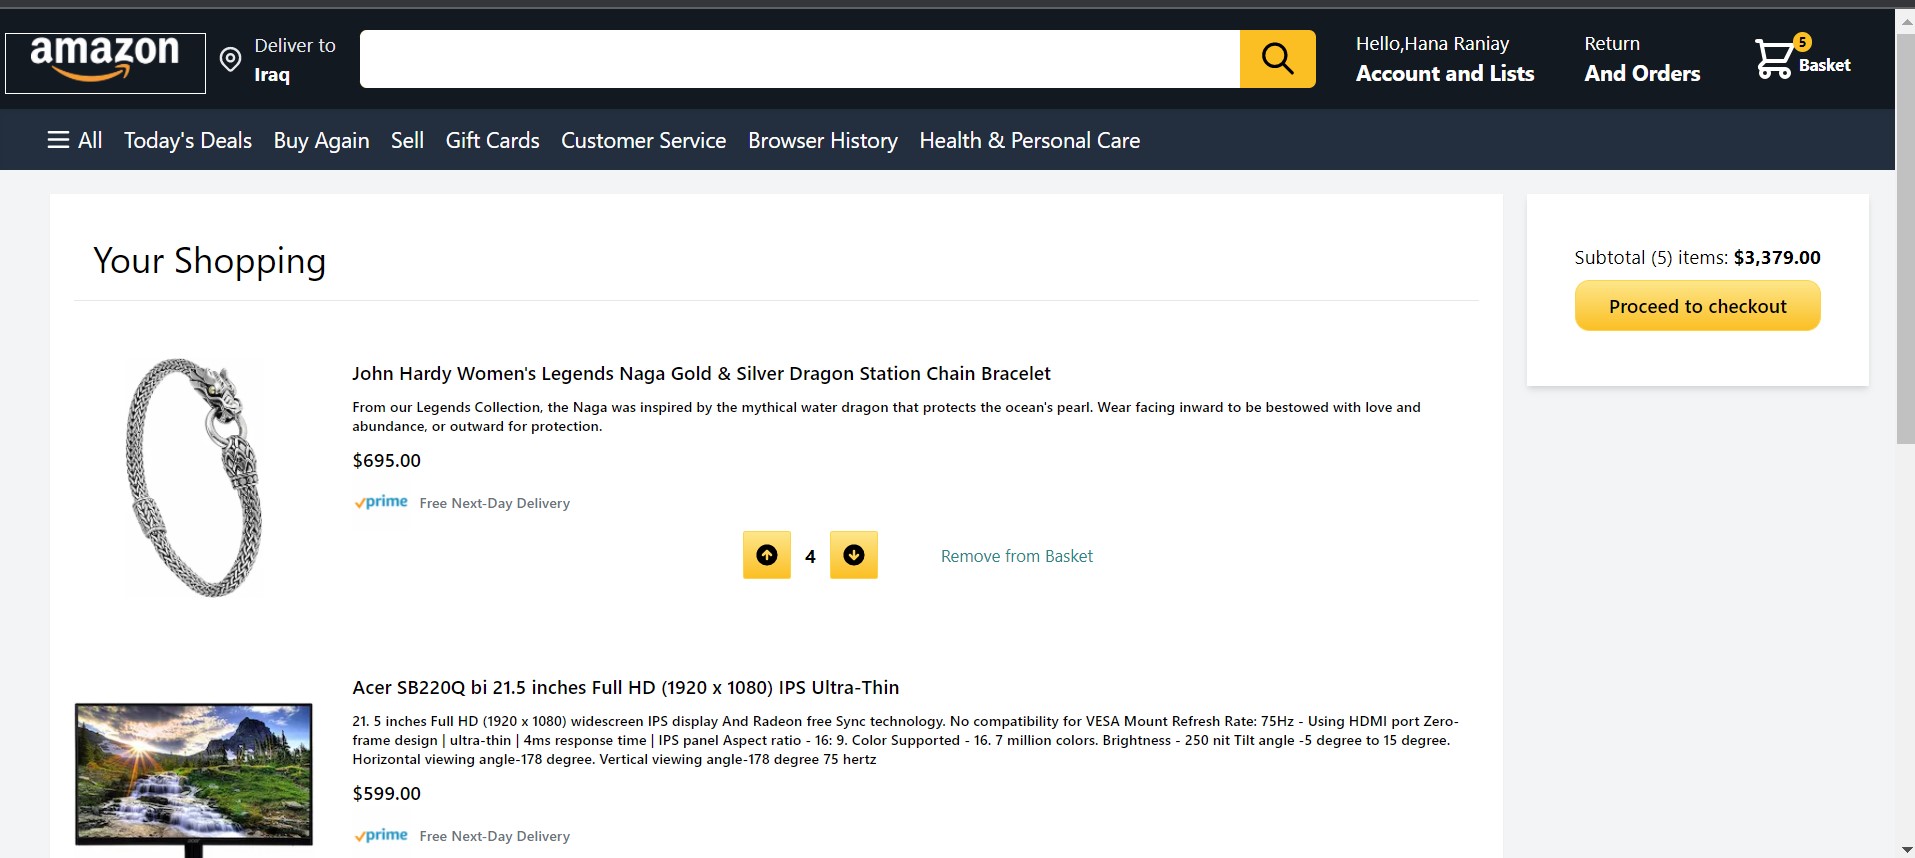 amazon
Deliver to
Iraq
Hello,Hana Raniay
Account and Lists
Return
And Orders
5
Basket
All Today's Deals Buy Again Sell Gift Cards Customer Service Browser History Health & Personal Care
Your Shopping
Subtotal (5) items: $3,379.00
Proceed to checkout
John Hardy Women's Legends Naga Gold & Silver Dragon Station Chain Bracelet
From our Legends Collection, the Naga was inspired by the mythical water dragon that protects the ocean's pearl. Wear facing inward to be bestowed with love and
abundance, or outward for protection.
$695.00
prime Free Next-Day Delivery
4 Remove from Basket
Acer SB220Q bi 21.5 inches Full HD (1920 x 1080) IPS Ultra-Thin
21. 5 inches Full HD (1920 x 1080) widescreen IPS display And Radeon free Sync technology. No compatibility for VESA Mount Refresh Rate: 75Hz - Using HDMI port Zero-
frame design | ultra-thin | 4ms response time | IPS panel Aspect ratio - 16: 9. Color Supported - 16. 7 million colors. Brightness - 250 nit Tilt angle -5 degree to 15 degree.
Horizontal viewing angle-178 degree. Vertical viewing angle-178 degree 75 hertz
$599.00
prime Free Next-Day Delivery